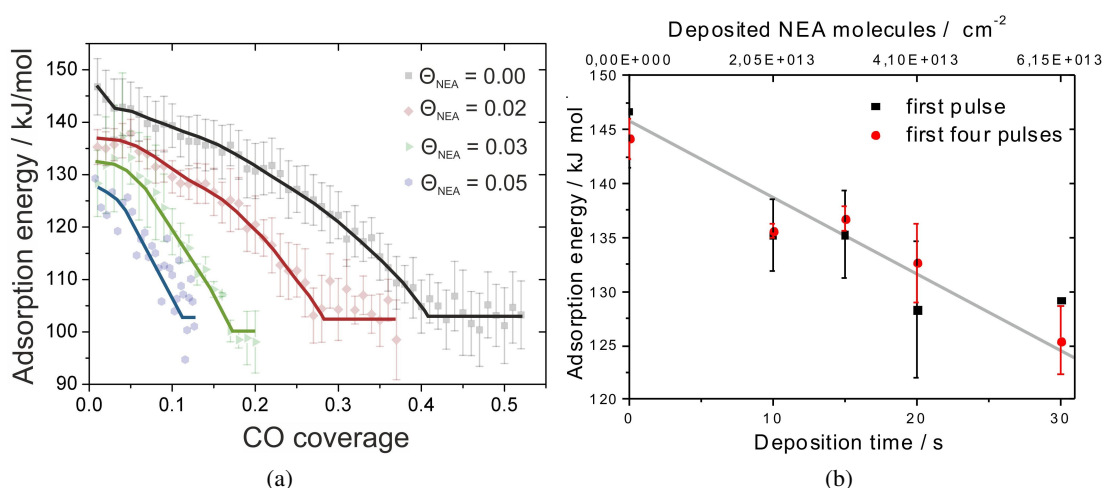 (a)
Adsorption energy / kJ/mol
150
140
130
120
110
100
90
ΘNEA = 0.00
ΘNEA = 0.02
ΘNEA = 0.03
ΘNEA = 0.05
0.0 0.1 0.2 0.3 0.4 0.5
CO coverage
(a)
b)
Deposited NEA molecules / cm-2
0,00E+000 2,05E+013 4,10E+013 6,15E+013
Adsorption energy / kJ mol
150
145
140
135
130
125
120
first pulse
first four pulses
0 10 20 30
Deposition time / s
(b)